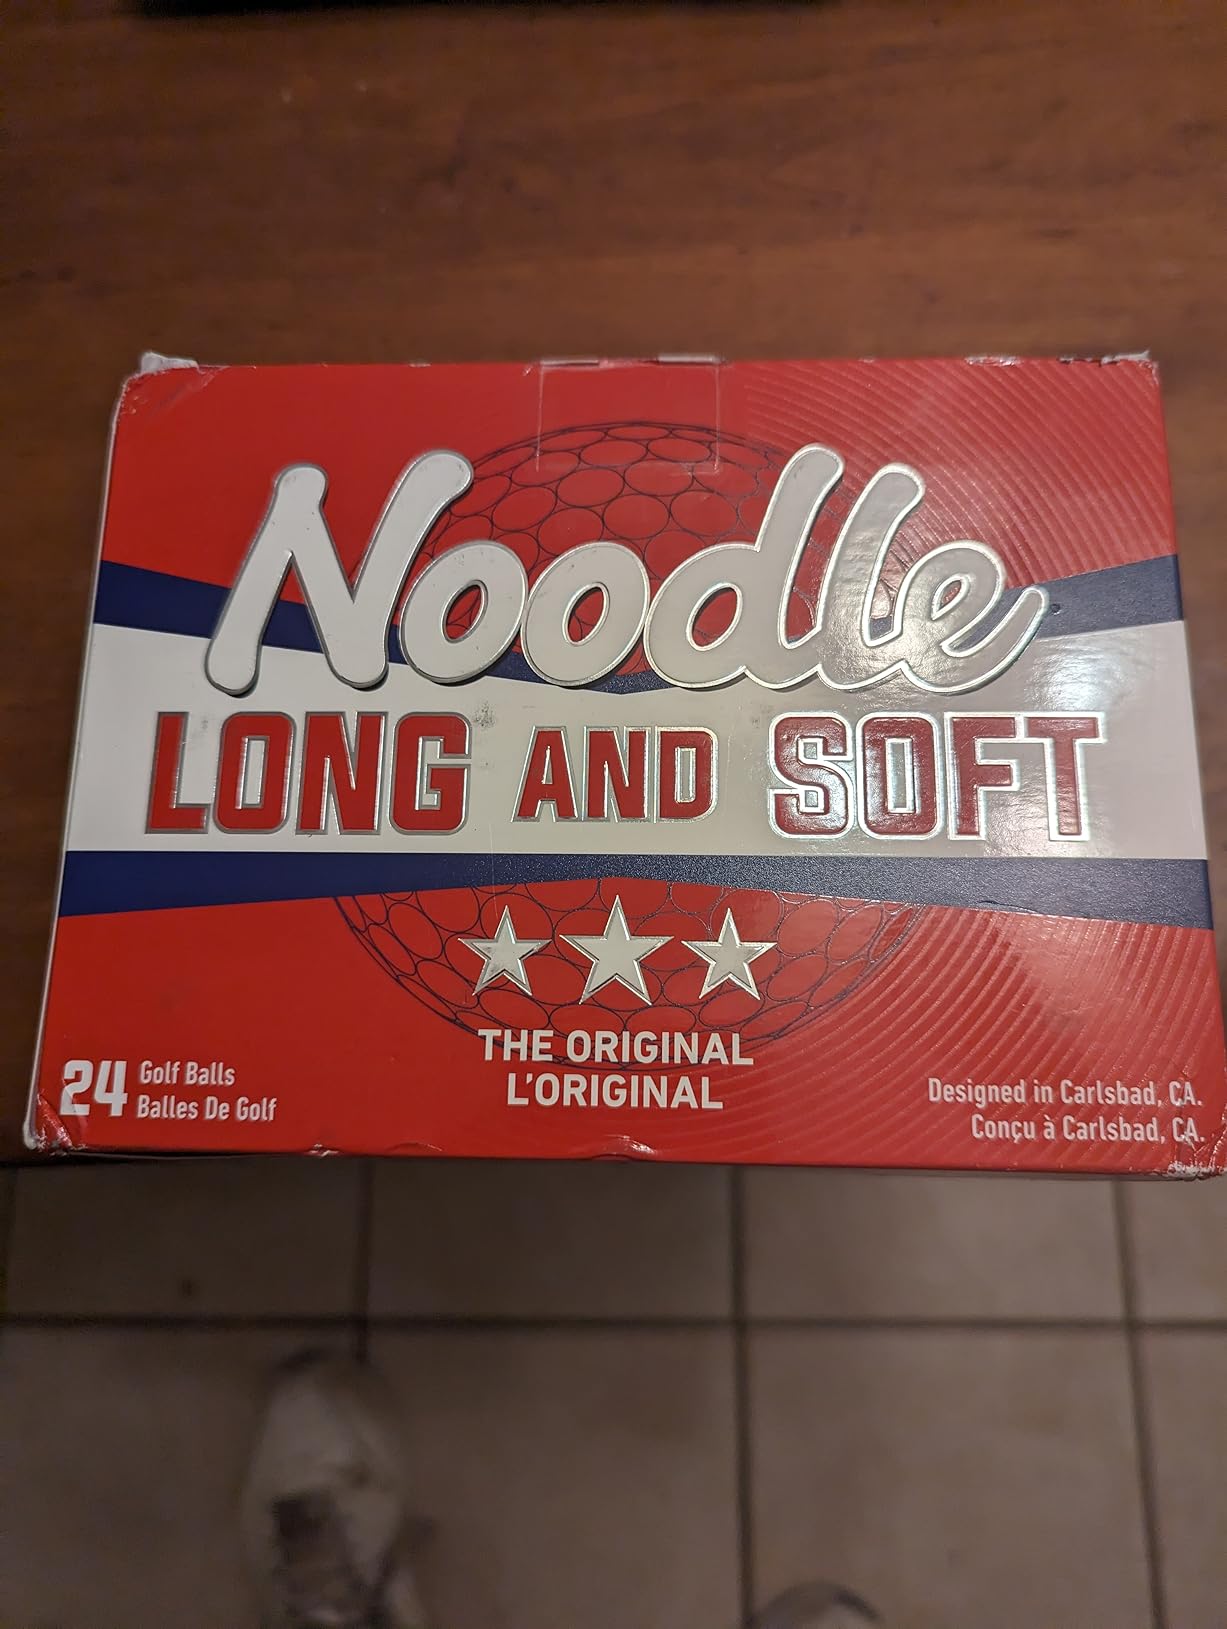 Noodle
LONG AND SOFT
THE ORIGINAL
L'ORIGINAL
24 Golf Balls
Balles De Golf
Designed in Carlsbad, CA.
Conçu à Carlsbad, CA.